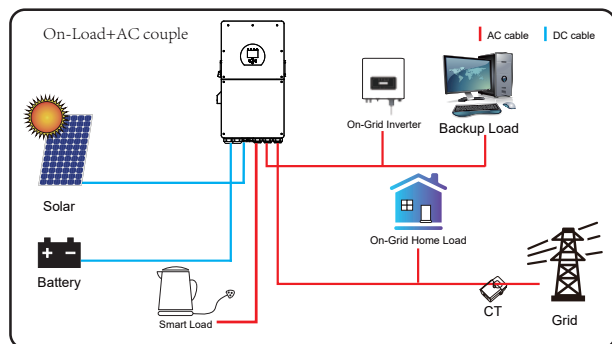 On-Load+AC couple
AC cable
DC cable
On-Grid Inverter
Backup Load
Solar
On-Grid Home Load
Battery
Smart Load
CT
Grid